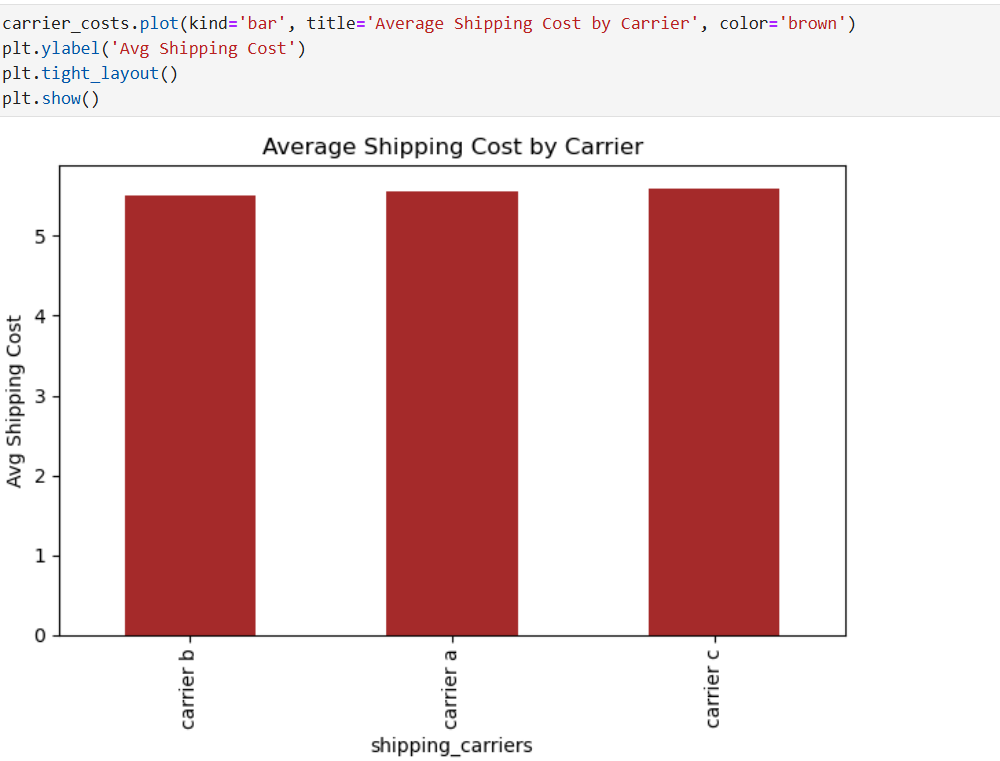 carrier_costs.plot(kind='bar', title='Average Shipping Cost by Carrier', color='brown')
plt.ylabel('Avg Shipping Cost')
plt.tight_layout()
plt.show()
Average Shipping Cost by Carrier
Avg Shipping Cost
5
4
3
2
1
0
carrier b
carrier a
carrier c
shipping_carriers